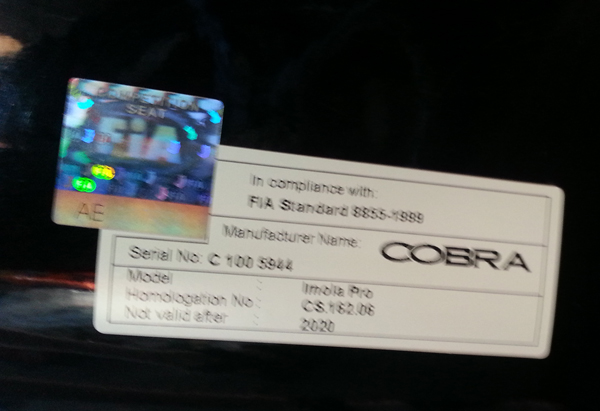 SEAT
FIA
FIA
AE
In compliance with:
FIA Standard 8855-1999
Manufacturer Name:
COBRA
Serial No: C 100 5944
Model : Imola Pro
Homologation No : CS.162.06
Not valid after : 2020